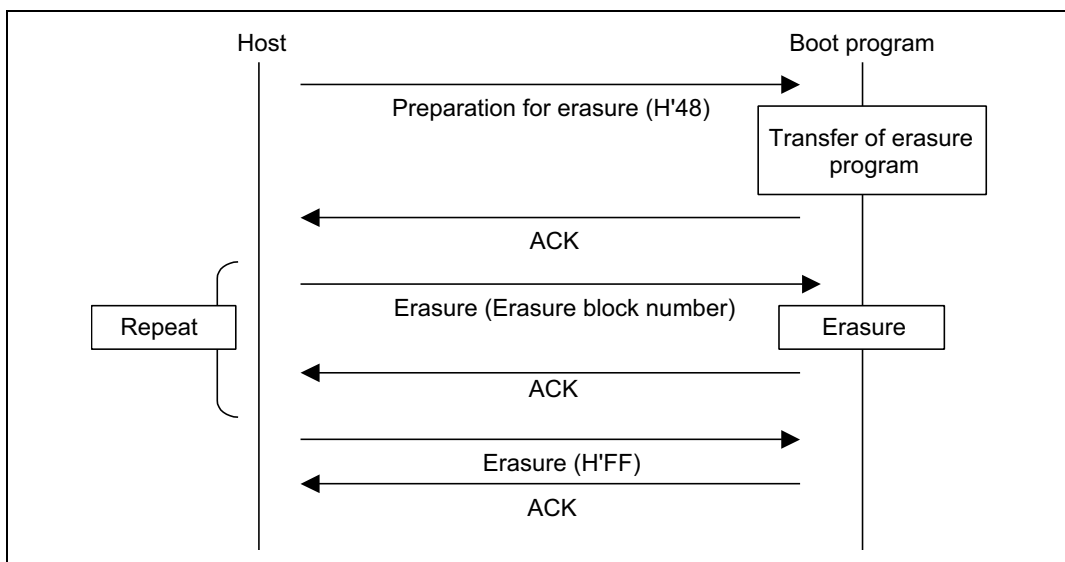 Host
Boot program
Preparation for erasure (H'48)
Transfer of erasure
program
ACK
Erasure (Erasure block number)
Repeat
Erasure
ACK
Erasure (H'FF)
ACK